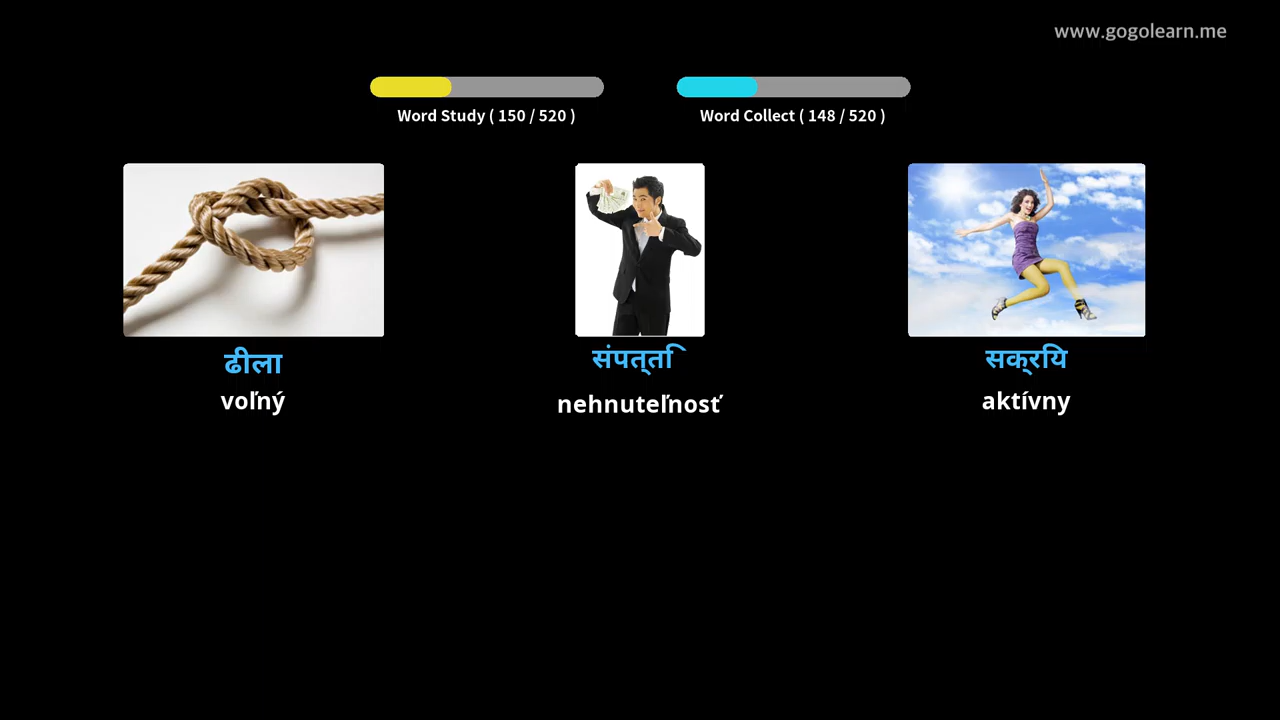 www.gogolearn.me
Word Study ( 150 / 520 )
Word Collect ( 148 / 520 )
ढीला
संपत्ति
सक्रिय
voľný
nehnuteľnosť
aktívny